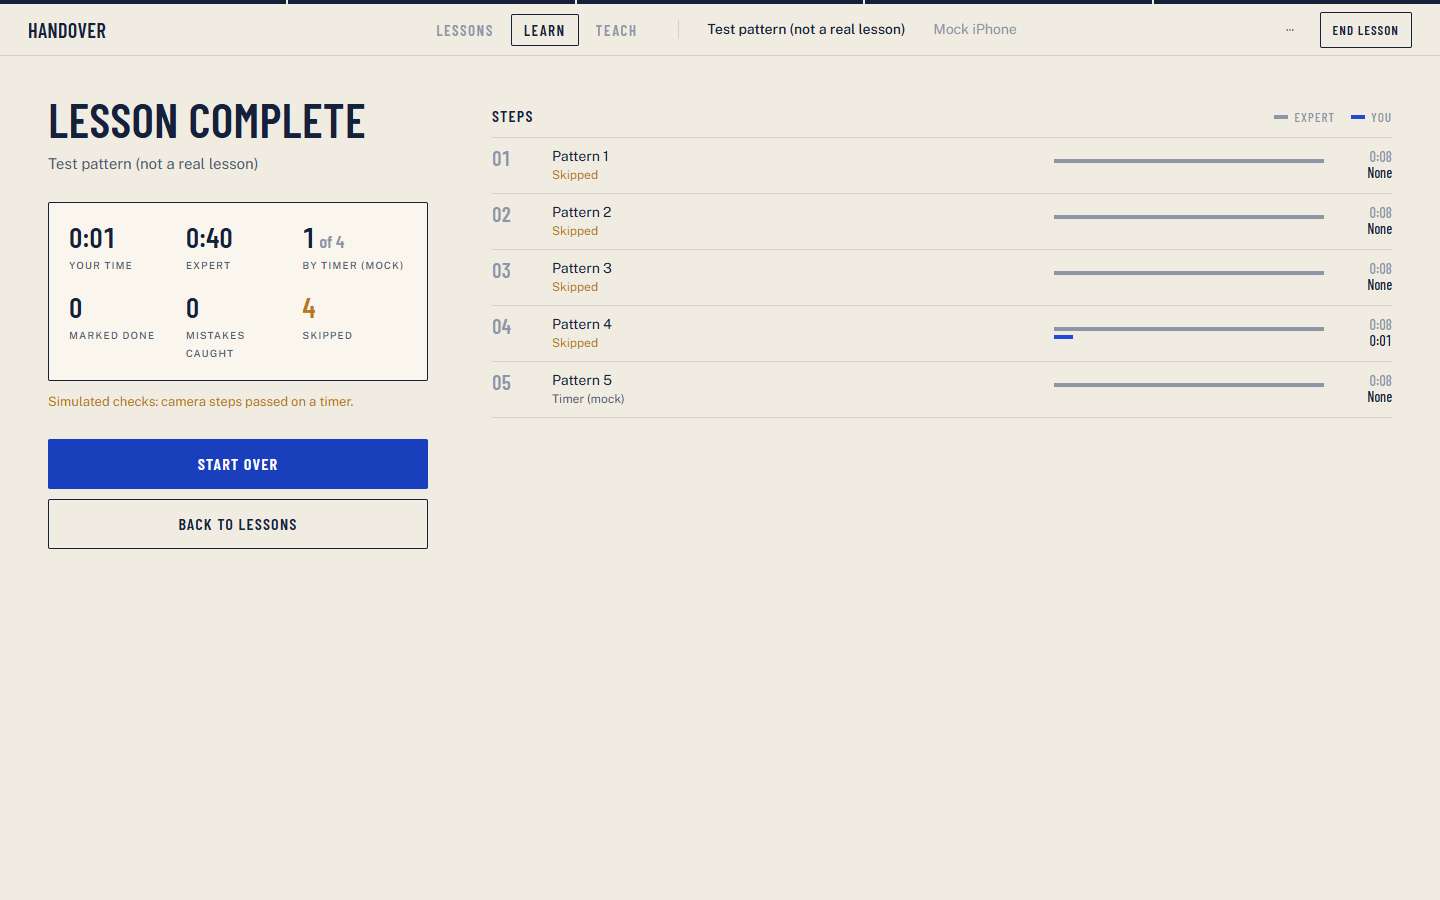 HANDOVER
LESSONS
LEARN
TEACH
Test pattern (not a real lesson)
Mock iPhone
...
END LESSON
LESSON COMPLETE
Test pattern (not a real lesson)
0:01
YOUR TIME
0:40
EXPERT
1 of 4
BY TIMER (MOCK)
0
MARKED DONE
0
MISTAKES
CAUGHT
4
SKIPPED
Simulated checks: camera steps passed on a timer.
START OVER
BACK TO LESSONS
STEPS
EXPERT
YOU
01
Pattern 1
Skipped
0:08
None
02
Pattern 2
Skipped
0:08
None
03
Pattern 3
Skipped
0:08
None
04
Pattern 4
Skipped
0:08
0:01
05
Pattern 5
Timer (mock)
0:08
None